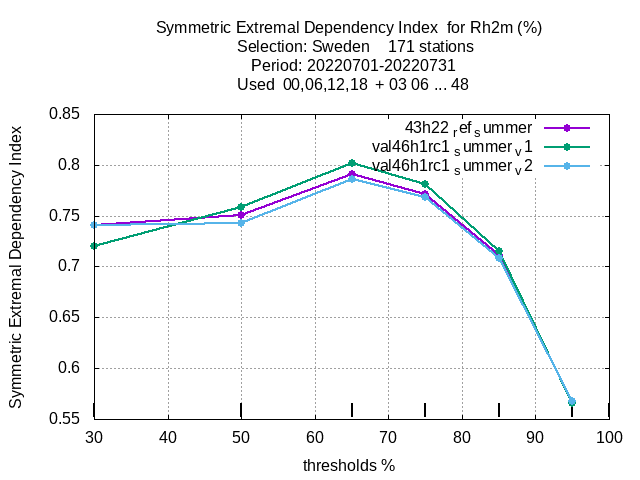 Symmetric Extremal Dependency Index for Rh2m (%)
Selection: Sweden 171 stations
Period: 20220701-20220731
Used 00,06,12,18 + 03 06 ... 48
Symmetric Extremal Dependency Index
0.85
0.8
0.75
0.7
0.65
0.6
0.55
43h22 ref summer
val46h1rc1 summer v1
val46h1rc1 summer v2
30 40 50 60 70 80 90 100
thresholds %